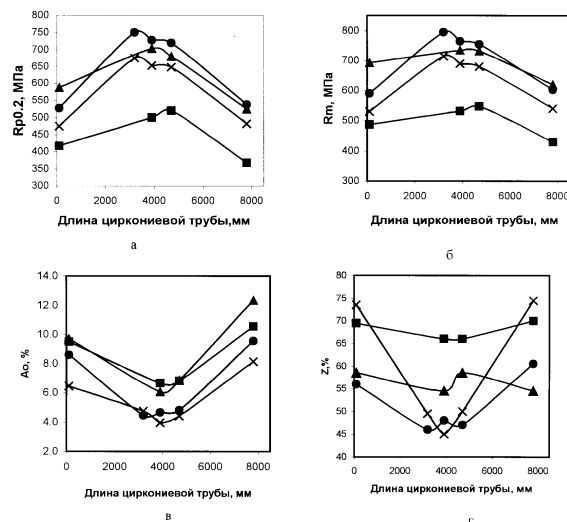 Rp0.2, МПа
800
750
700
650
600
550
500
450
400
350
300
0 2000 4000 6000 8000
Длина циркониевой трубы,мм
а
Rm, МПа
800
700
600
500
400
300
0 2000 4000 6000 8000
Длина циркониевой трубы, мм
б
Ао, %
14.0
12.0
10.0
8.0
6.0
4.0
2.0
0 2000 4000 6000 8000
Длина циркониевой трубы, мм
в
Z,%
80
75
70
65
60
55
50
45
40
0 2000 4000 6000 8000
Длина циркониевой трубы, мм
г